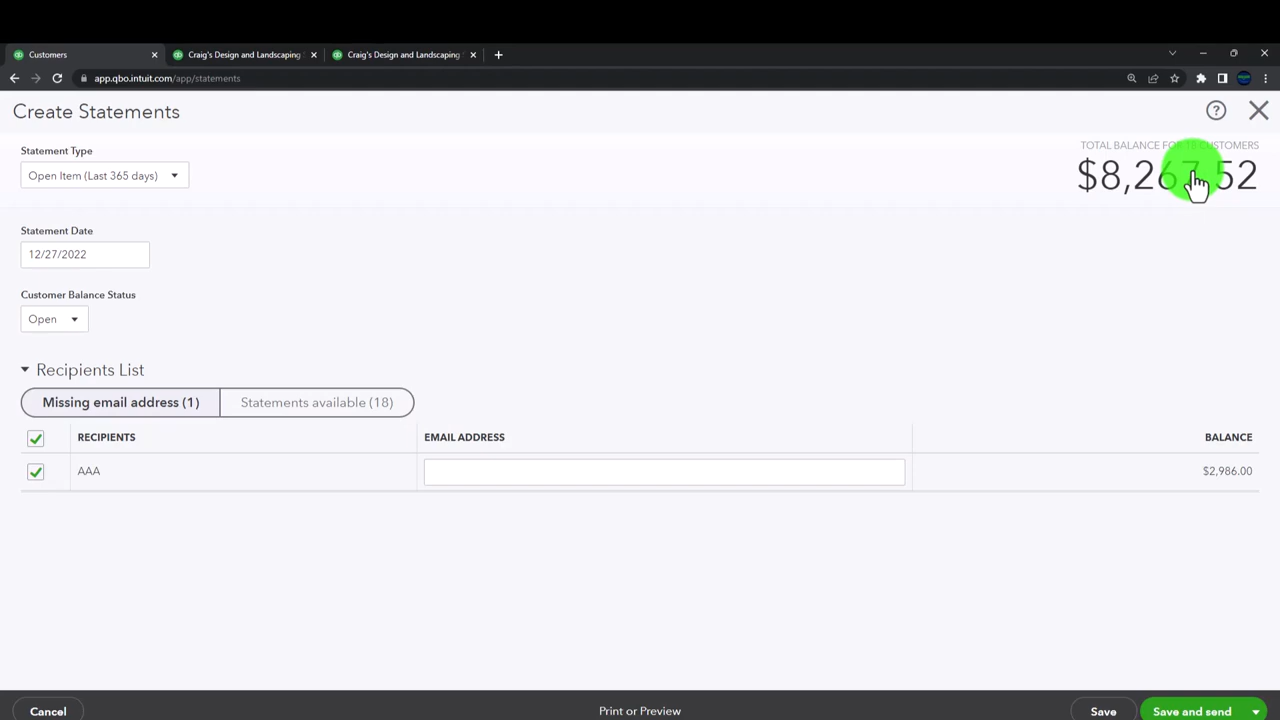 Customers
Craig's Design and Landscaping
Craig's Design and Landscaping
app.qbo.intuit.com/app/statements
Create Statements
Statement Type
TOTAL BALANCE FOR CUSTOMERS
Open Item (Last 365 days)
$8,267.52
Statement Date
12/27/2022
Customer Balance Status
Open
Recipients List
Missing email address (1)
Statements available (18)
RECIPIENTS
EMAIL ADDRESS
BALANCE
AAA
$2,986.00
Cancel
Print or Preview
Save
Save and send